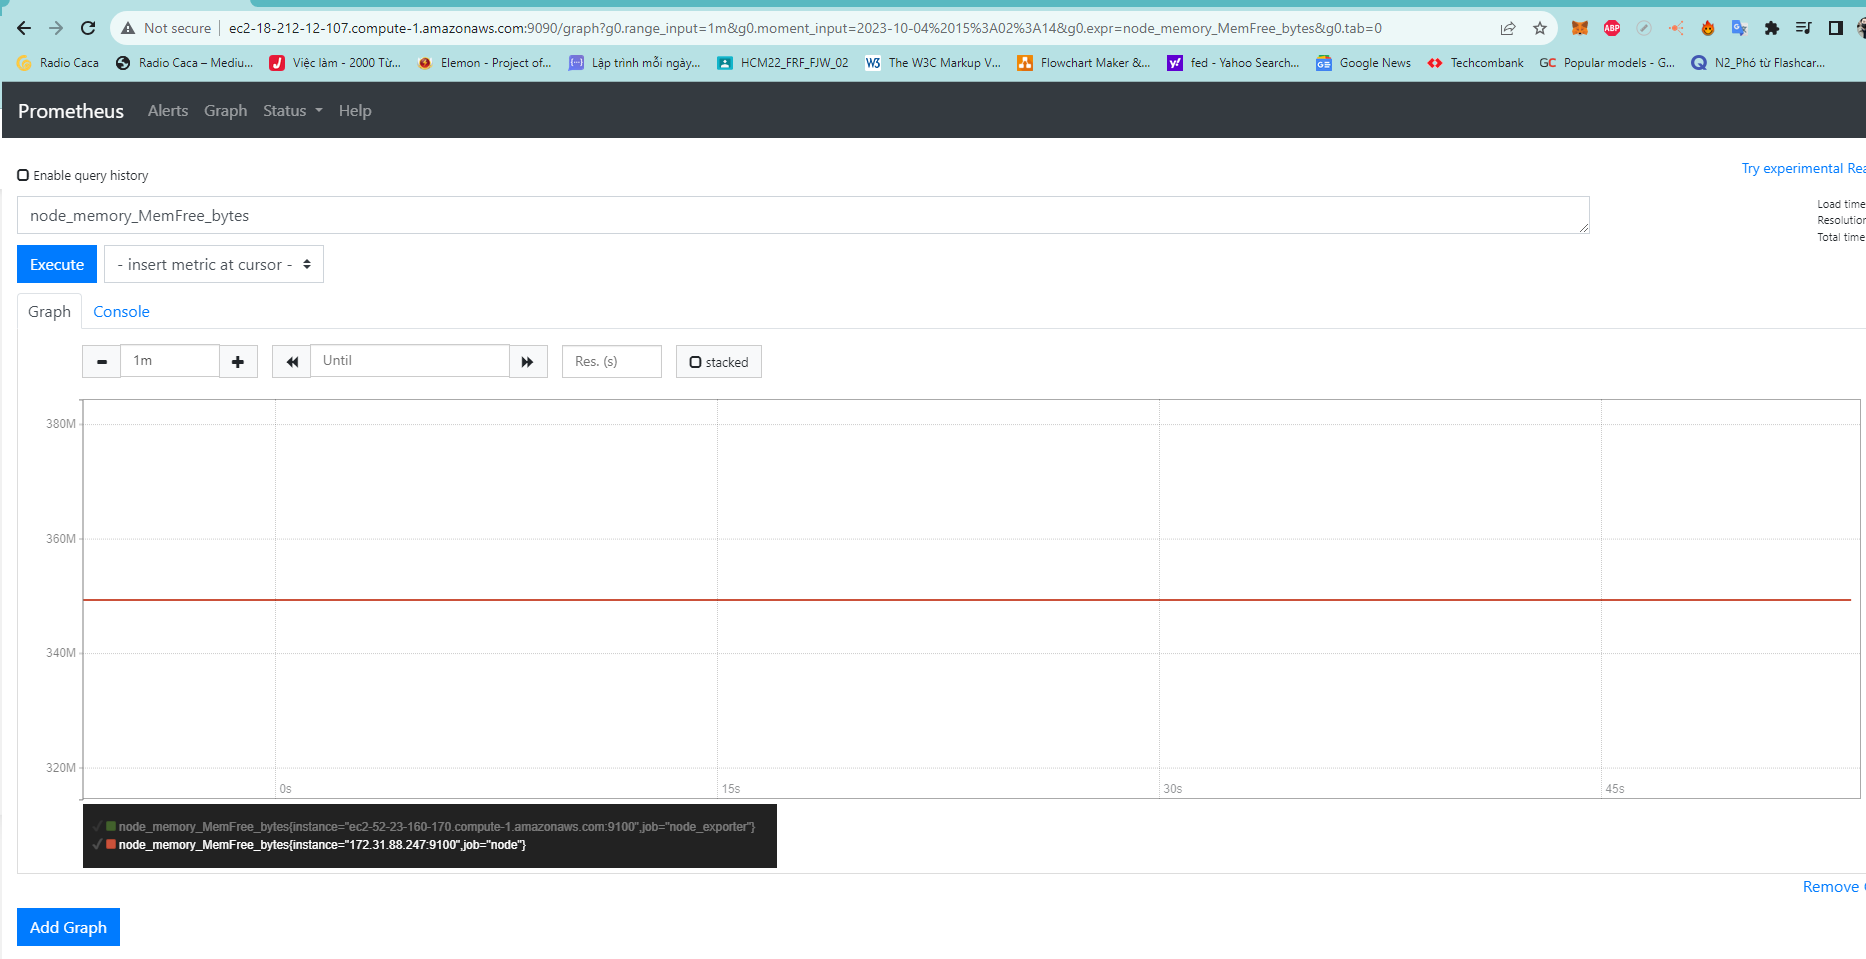 Not secure ec2-18-212-12-107.compute-1.amazonaws.com:9090/graph?g0.range_input=1m&g0.moment_input=2023-10-04%2015%3A02%3A14&g0.expr=node_memory_MemFree_bytes&g0.tab=0
Radio Caca Radio Caca – Mediu... Việc làm - 2000 Từ... Elemon - Project of... Lập trình mỗi ngày... HCM22_FRF_FJW_02 W3 The W3C Markup V... Flowchart Maker &... fed - Yahoo Search... Google News Techcombank GC Popular models - G... N2_Phó từ Flashcar...
Prometheus Alerts Graph Status Help
Enable query history
Try experimental Rea
node_memory_MemFree_bytes
Load time
Resolution
Total time
Execute - insert metric at cursor -
Graph Console
1m Until Res. (s) stacked
380M
360M
340M
320M
0s 15s 30s 45s
node_memory_MemFree_bytes{instance="ec2-52-23-160-170.compute-1.amazonaws.com:9100",job="node_exporter"}
node_memory_MemFree_bytes{instance="172.31.88.247:9100",job="node"}
Remove
Add Graph